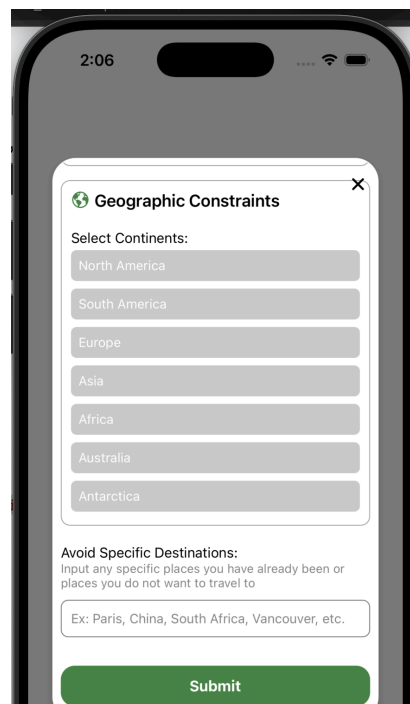 2:06
Geographic Constraints
Select Continents:
North America
South America
Europe
Asia
Africa
Australia
Antarctica
Avoid Specific Destinations:
Input any specific places you have already been or
places you do not want to travel to
Ex: Paris, China, South Africa, Vancouver, etc.
Submit